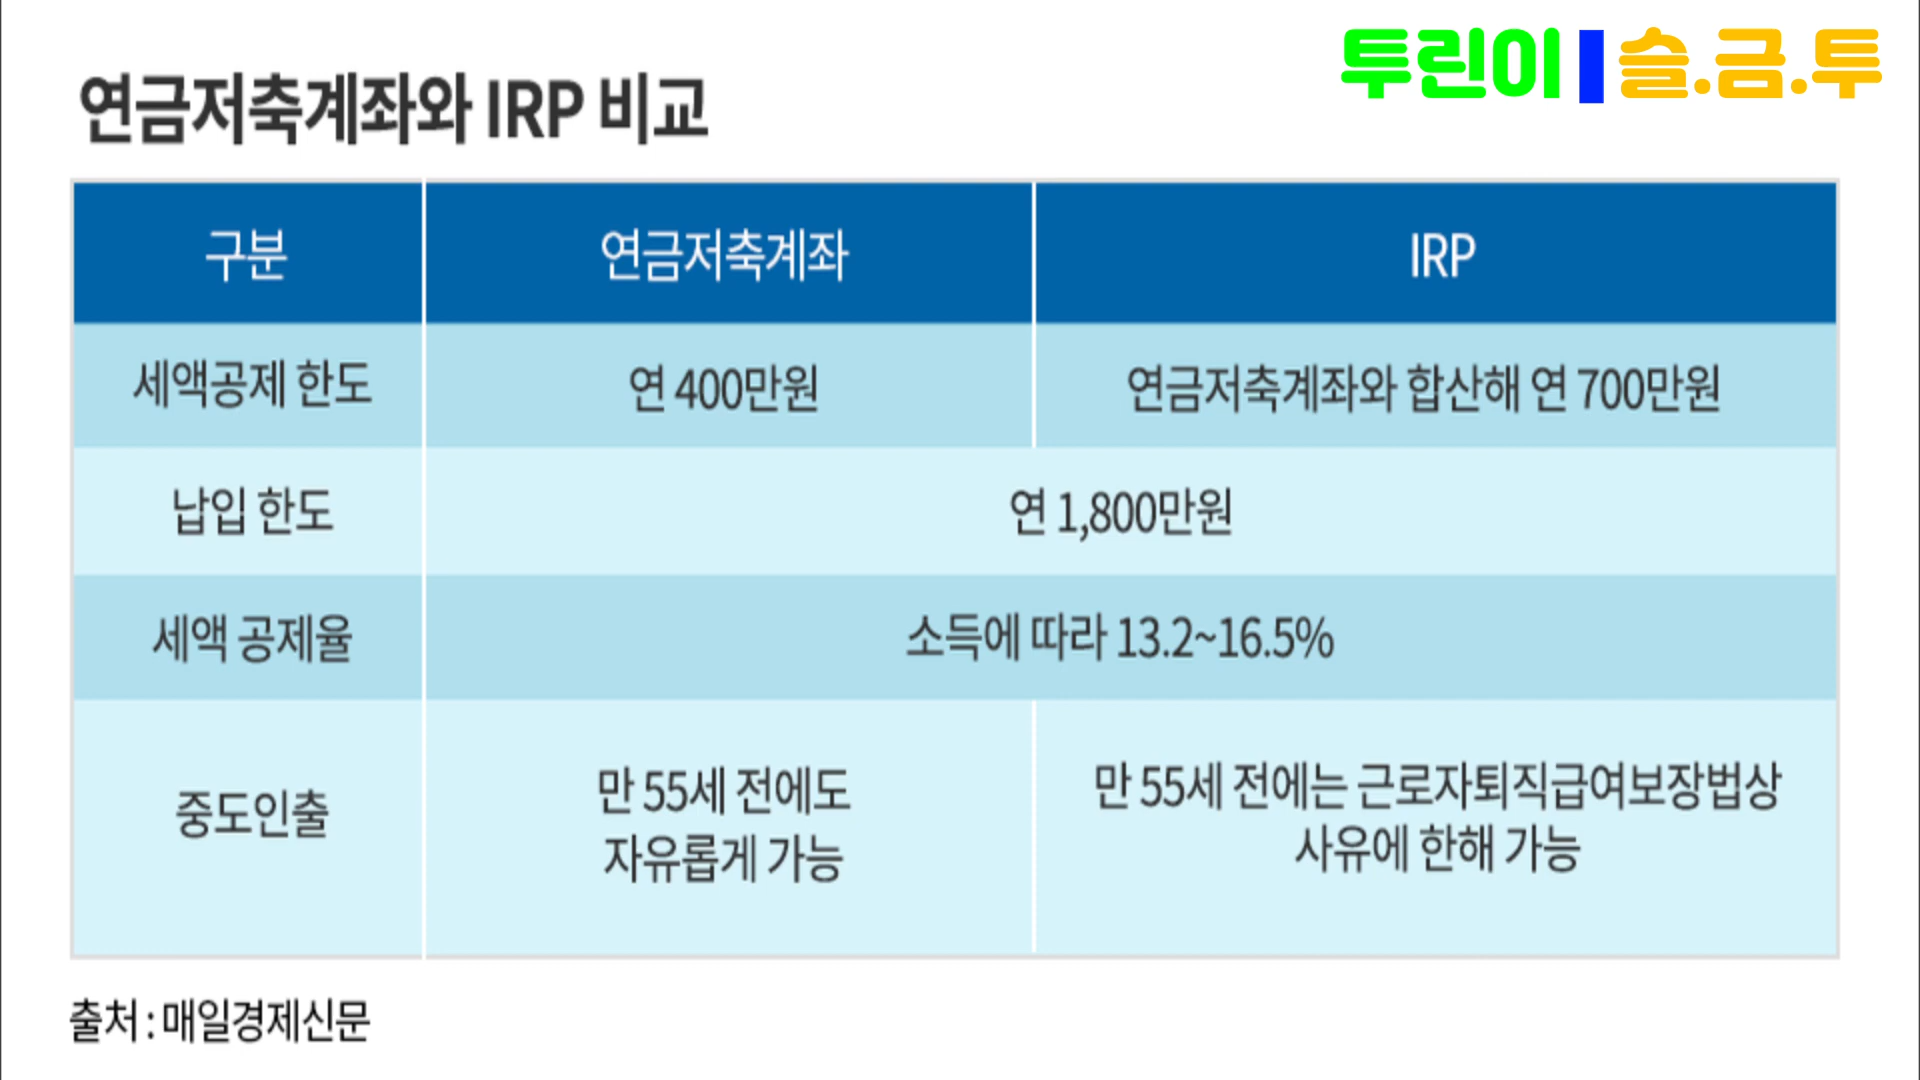 투린이 | 슬.금.투
연금저축계좌와 IRP 비교
구분 연금저축계좌 IRP
세액공제 한도 연 400만원 연금저축계좌와 합산해 연 700만원
납입 한도 연 1,800만원
세액 공제율 소득에 따라 13.2~16.5%
중도인출 만 55세 전에도 자유롭게 가능 만 55세 전에는 근로자퇴직급여보장법상 사유에 한해 가능
출처 : 매일경제신문